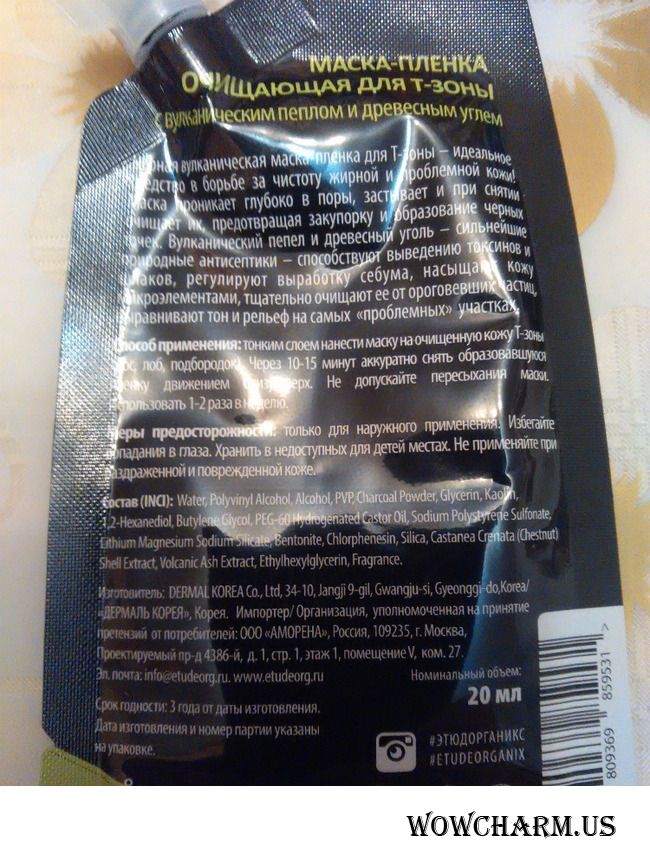 МАСКА-ПЛЕНКА
ОЧИЩАЮЩАЯ ДЛЯ Т-ЗОНЫ
с вулканическим пеплом и древесным углем
вулканическая маска-пленка для Т-зоны – идеальное
в борьбе за чистоту жирной и проблемной кожи!
проникает глубоко в поры, застывает и при снятии
их, предотвращая закупорку и образование черных
Вулканический пепел и древесный уголь – сильнейшие
антисептики – способствуют выведению токсинов и
регулируют выработку себума, насыщают кожу
тщательно очищают ее от ороговевших частиц,
тон и рельеф на самых «проблемных» участках.
Способ применения: тонким слоем нанести маску на очищенную кожу Т-зоны
лоб, подбородок). Через 10-15 минут аккуратно снять образовавшуюся
движением Не допускайте пересыхания маски.
1-2 раза в неделю.
предосторожности: только для наружного применения. Избегайте
в глаза. Хранить в недоступных для детей местах. Не применяйте при
и поврежденной коже.
Состав (INCI): Water, Polyvinyl Alcohol, Alcohol, PVP, Charcoal Powder, Glycerin, Kaolin,
1,2-Hexanediol, Butylene Glycol, PEG-60 Hydrogenated Castor Oil, Sodium Polystyrene Sulfonate,
Lithium Magnesium Sodium Silicate, Bentonite, Chlorphenesin, Silica, Castanea Crenata (Chestnut)
Shell Extract, Volcanic Ash Extract, Ethylhexylglycerin, Fragrance.
Изготовитель: DERMAL KOREA Co., Ltd, 34-10, Jangji 9-gil, Gwangju-si, Gyeonggi-do,Korea/
«ДЕРМАЛЬ КОРЕЯ», Корея. Импортер/ Организация, уполномоченная на принятие
претензий от потребителей: ООО «АМОРЕНА», Россия, 109235, г. Москва,
Проектируемый пр-д 4386-й, д. 1, стр. 1, этаж 1, помещение V, ком. 27.
Эл. почта: info@etudeorg.ru. www.etudeorg.ru
Номинальный объем:
20 мл
Срок годности: 3 года от даты изготовления.
Дата изготовления и номер партии указаны
на упаковке.
#ЭТЮДОРГАНИКС
#ETUDEORGANIX
809369 859531 >
WOWCHARM.US